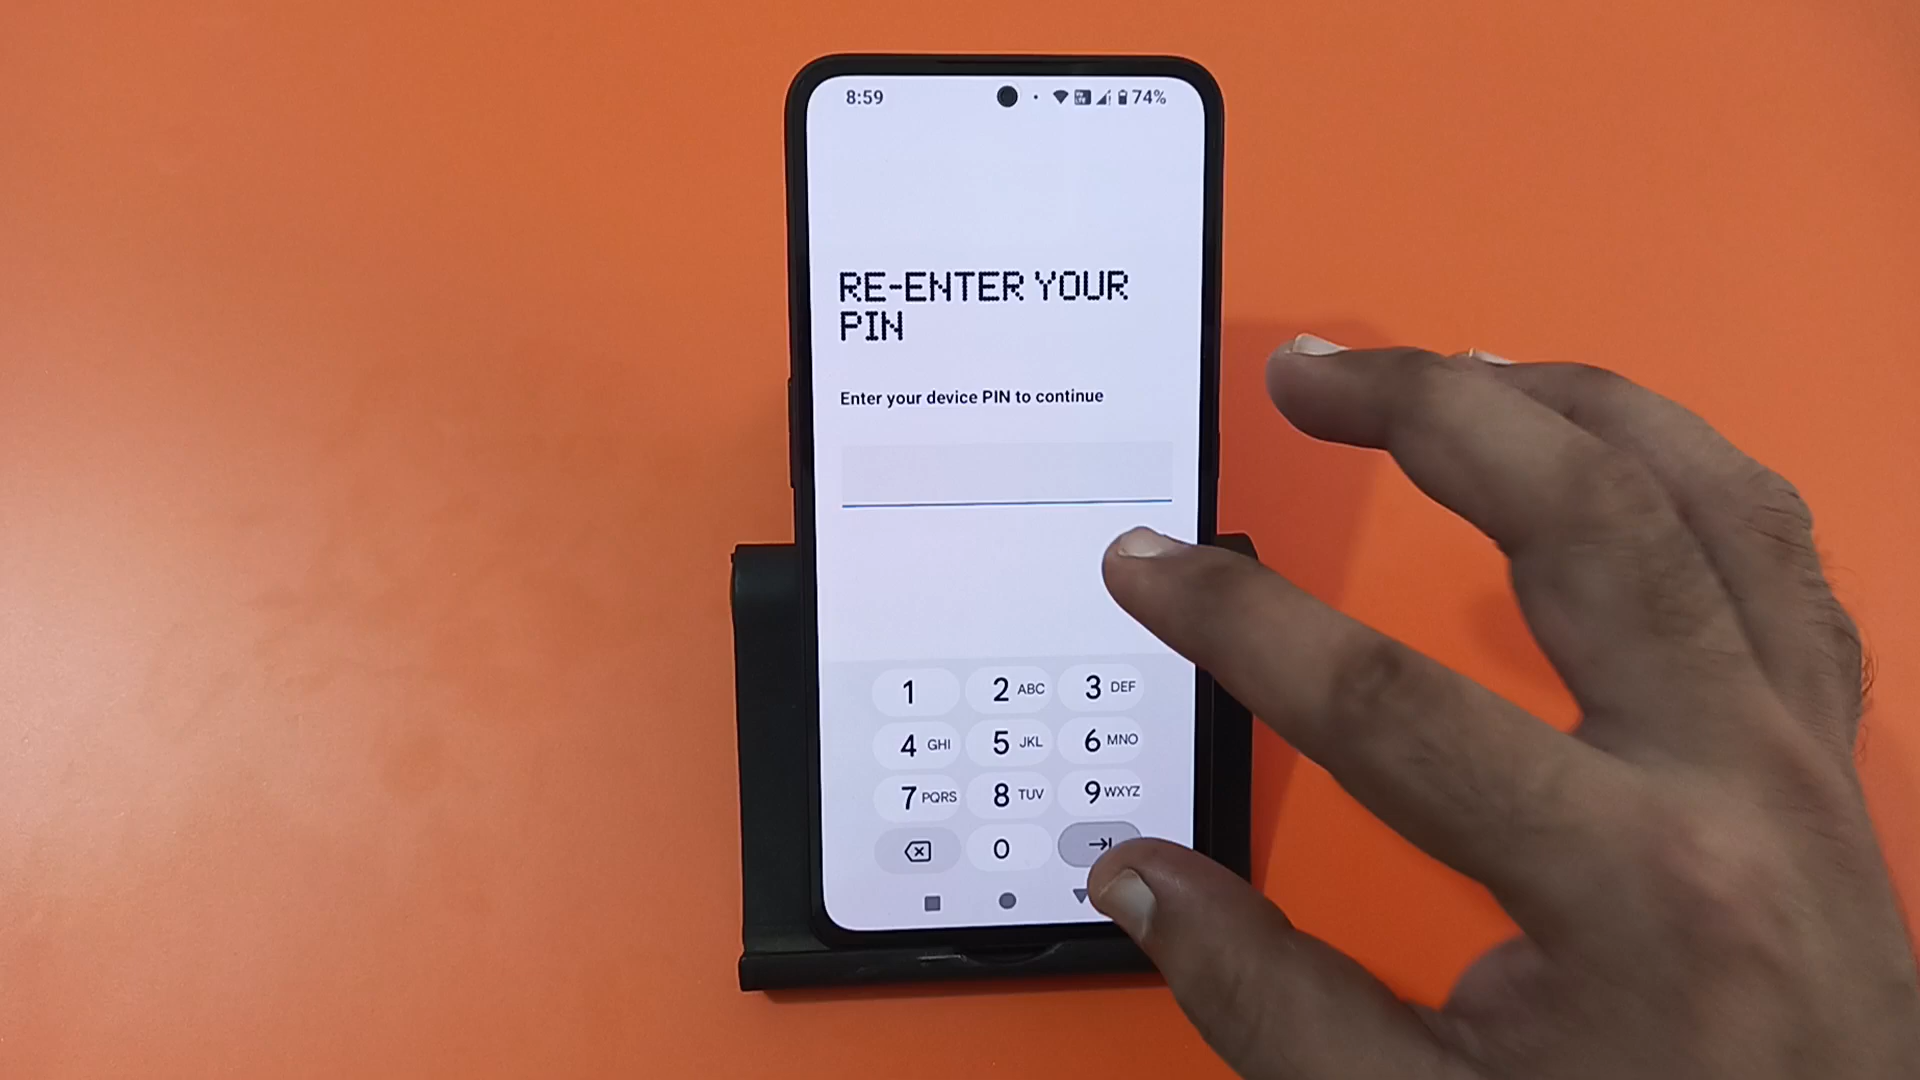 8:59 74%
RE-ENTER YOUR
PIN
Enter your device PIN to continue
1 2 ABC 3 DEF
4 GHI 5 JKL 6 MNO
7 PQRS 8 TUV 9 WXYZ
0